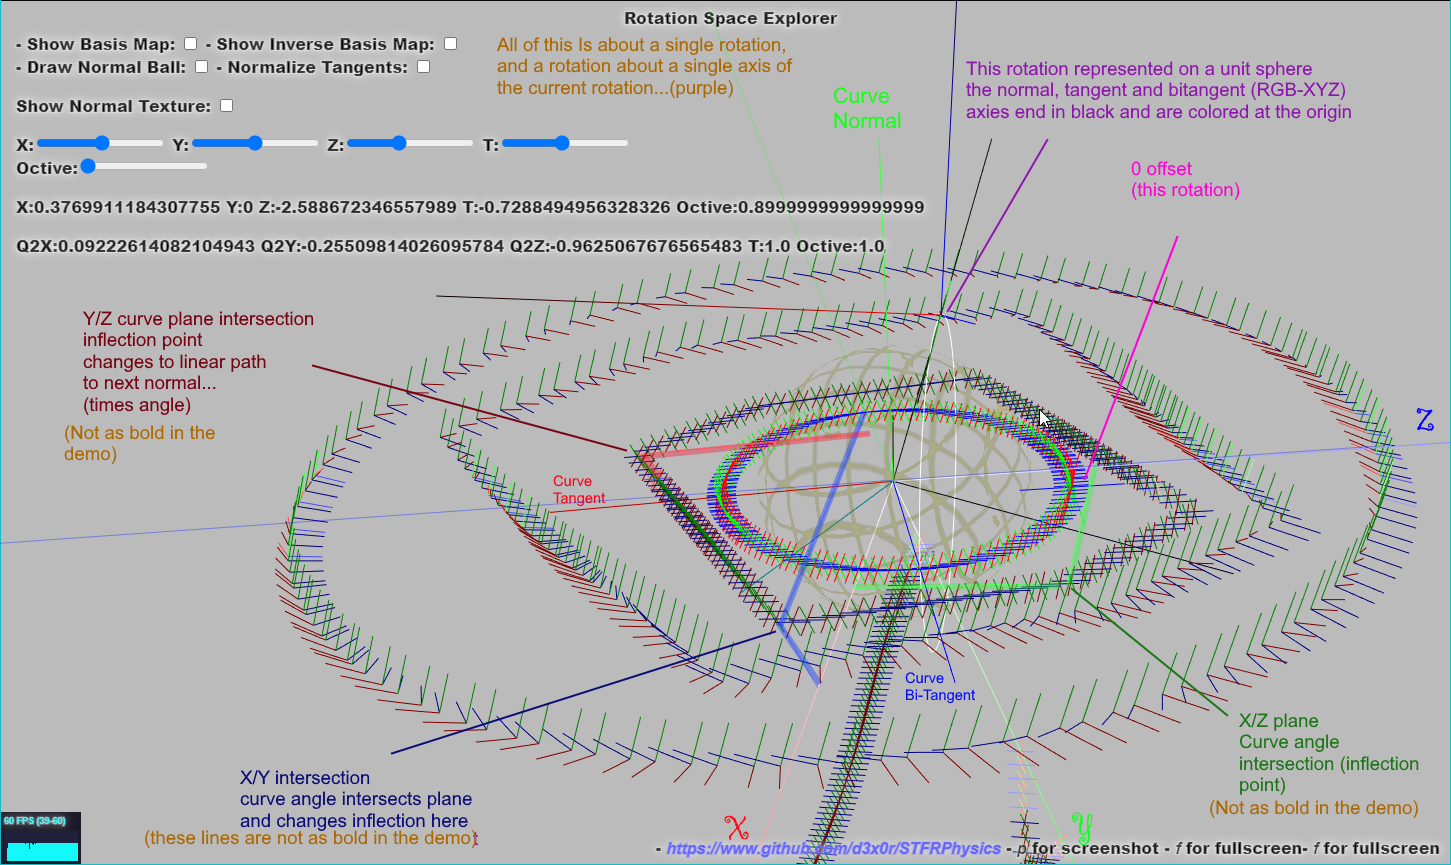 Rotation Space Explorer
- Show Basis Map: - Show Inverse Basis Map:
- Draw Normal Ball: - Normalize Tangents:
Show Normal Texture:
X: Y: Z: T:
Octive:
X:0.3769911184307755 Y:0 Z:-2.588672346557989 T:-0.7288494956328326 Octive:0.8999999999999999
Q2X:0.09222614082104943 Q2Y:-0.25509814026095784 Q2Z:-0.9625067676565483 T:1.0 Octive:1.0
All of this Is about a single rotation,
and a rotation about a single axis of
the current rotation...(purple)
Curve
Normal
This rotation represented on a unit sphere
the normal, tangent and bitangent (RGB-XYZ)
axies end in black and are colored at the origin
0 offset
(this rotation)
Y/Z curve plane intersection
inflection point
changes to linear path
to next normal...
(times angle)
(Not as bold in the
demo)
Z
Curve
Tangent
Curve
Bi-Tangent
X/Z plane
Curve angle
intersection (inflection
point)
(Not as bold in the demo)
X/Y intersection
curve angle intersects plane
and changes inflection here
(these lines are not as bold in the demo)
X
Y
60 FPS (39-60)
- https://www.github.com/d3x0r/STFRPhysics - p for screenshot - f for fullscreen- f for fullscreen